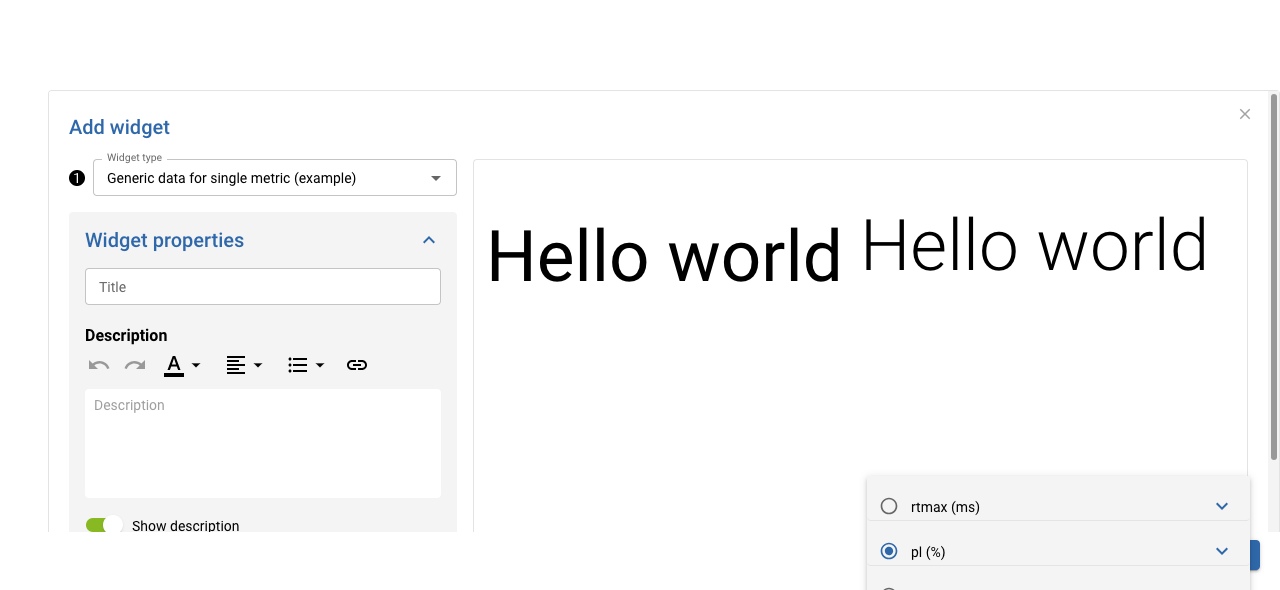 Add widget
Widget type
1 Generic data for single metric (example)
Widget properties
Title
Description
A
Description
Show description
Hello world Hello world
rtmax (ms)
pl (%)